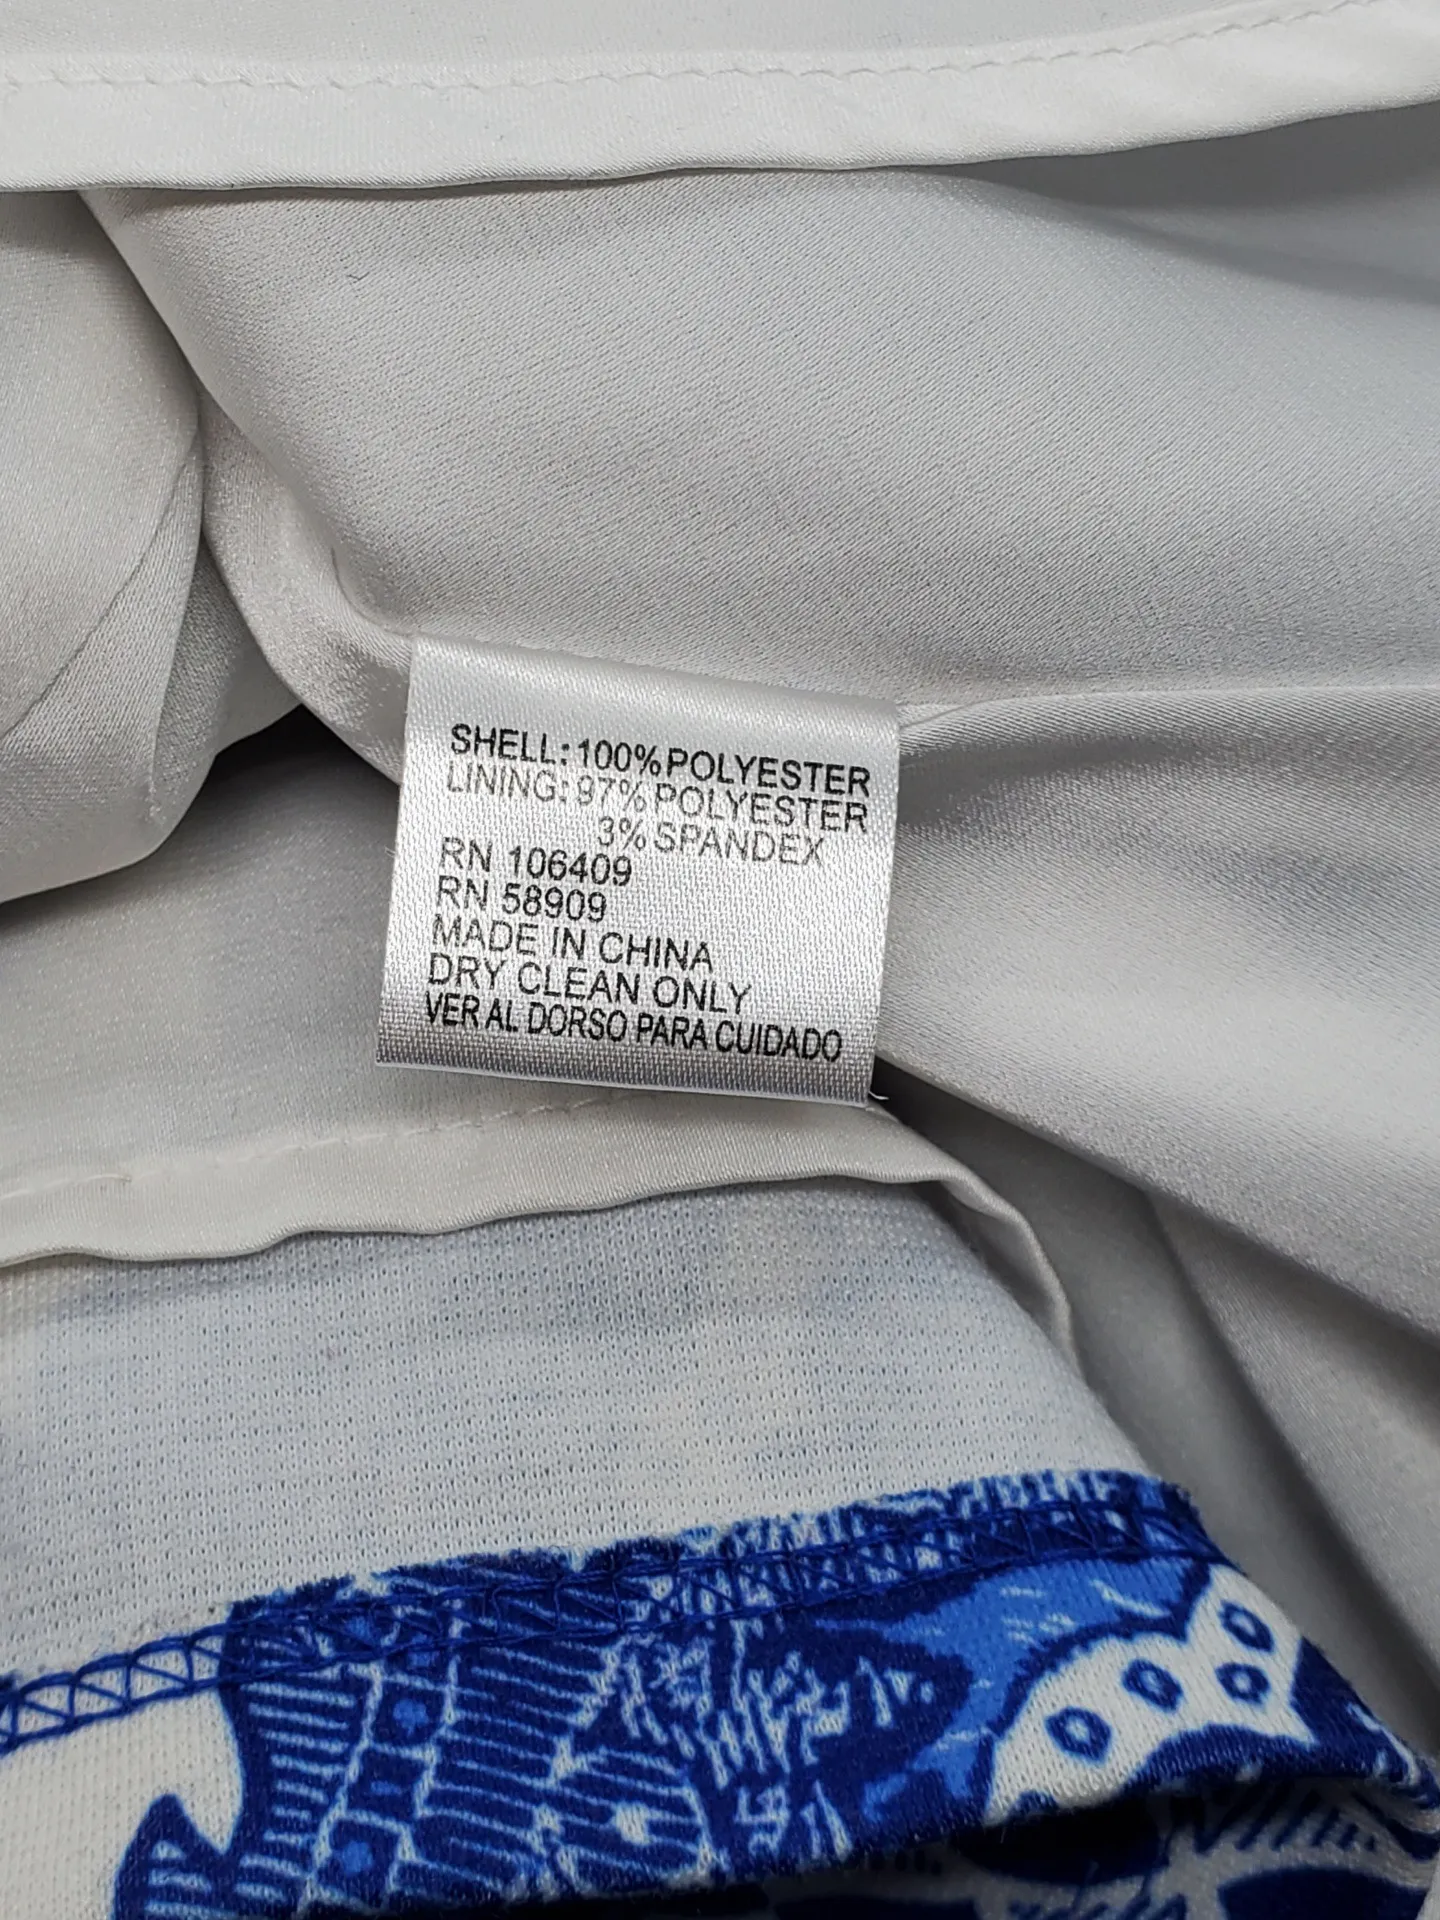 SHELL: 100% POLYESTER
LINING: 97% POLYESTER
3% SPANDEX
RN 106409
RN 58909
MADE IN CHINA
DRY CLEAN ONLY
VER AL DORSO PARA CUIDADO